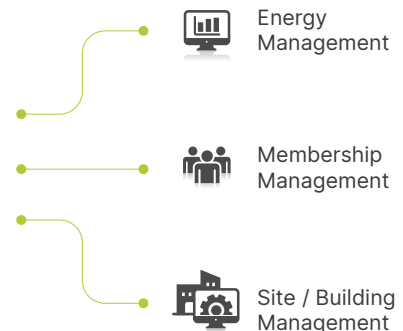 Energy
Management
Membership
Management
Site / Building
Management